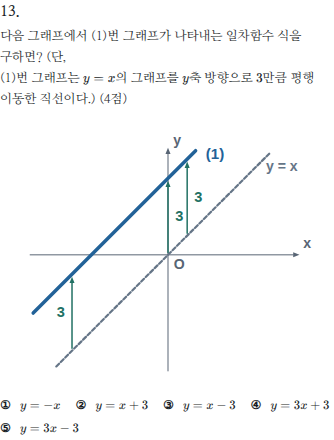 13.
다음 그래프에서 (1)번 그래프가 나타내는 일차함수 식을
구하면? (단,
(1)번 그래프는 y = x의 그래프를 y축 방향으로 3만큼 평행
이동한 직선이다.) (4점)
y
(1)
y = x
3
3
x
O
3
① y = −x ② y = x + 3 ③ y = x − 3 ④ y = 3x + 3
⑤ y = 3x − 3